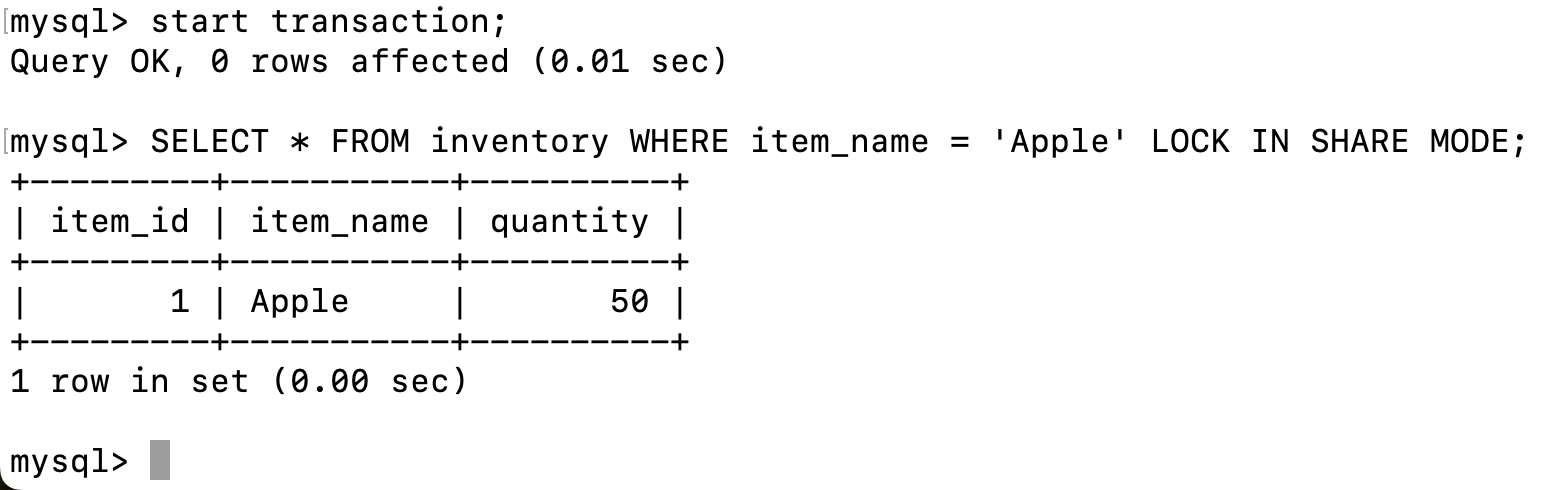 [mysql> start transaction;
Query OK, 0 rows affected (0.01 sec)
[mysql> SELECT * FROM inventory WHERE item_name = 'Apple' LOCK IN SHARE MODE;
+---------+-----------+----------+
| item_id | item_name | quantity |
+---------+-----------+----------+
|       1 | Apple     |       50 |
+---------+-----------+----------+
1 row in set (0.00 sec)
mysql>